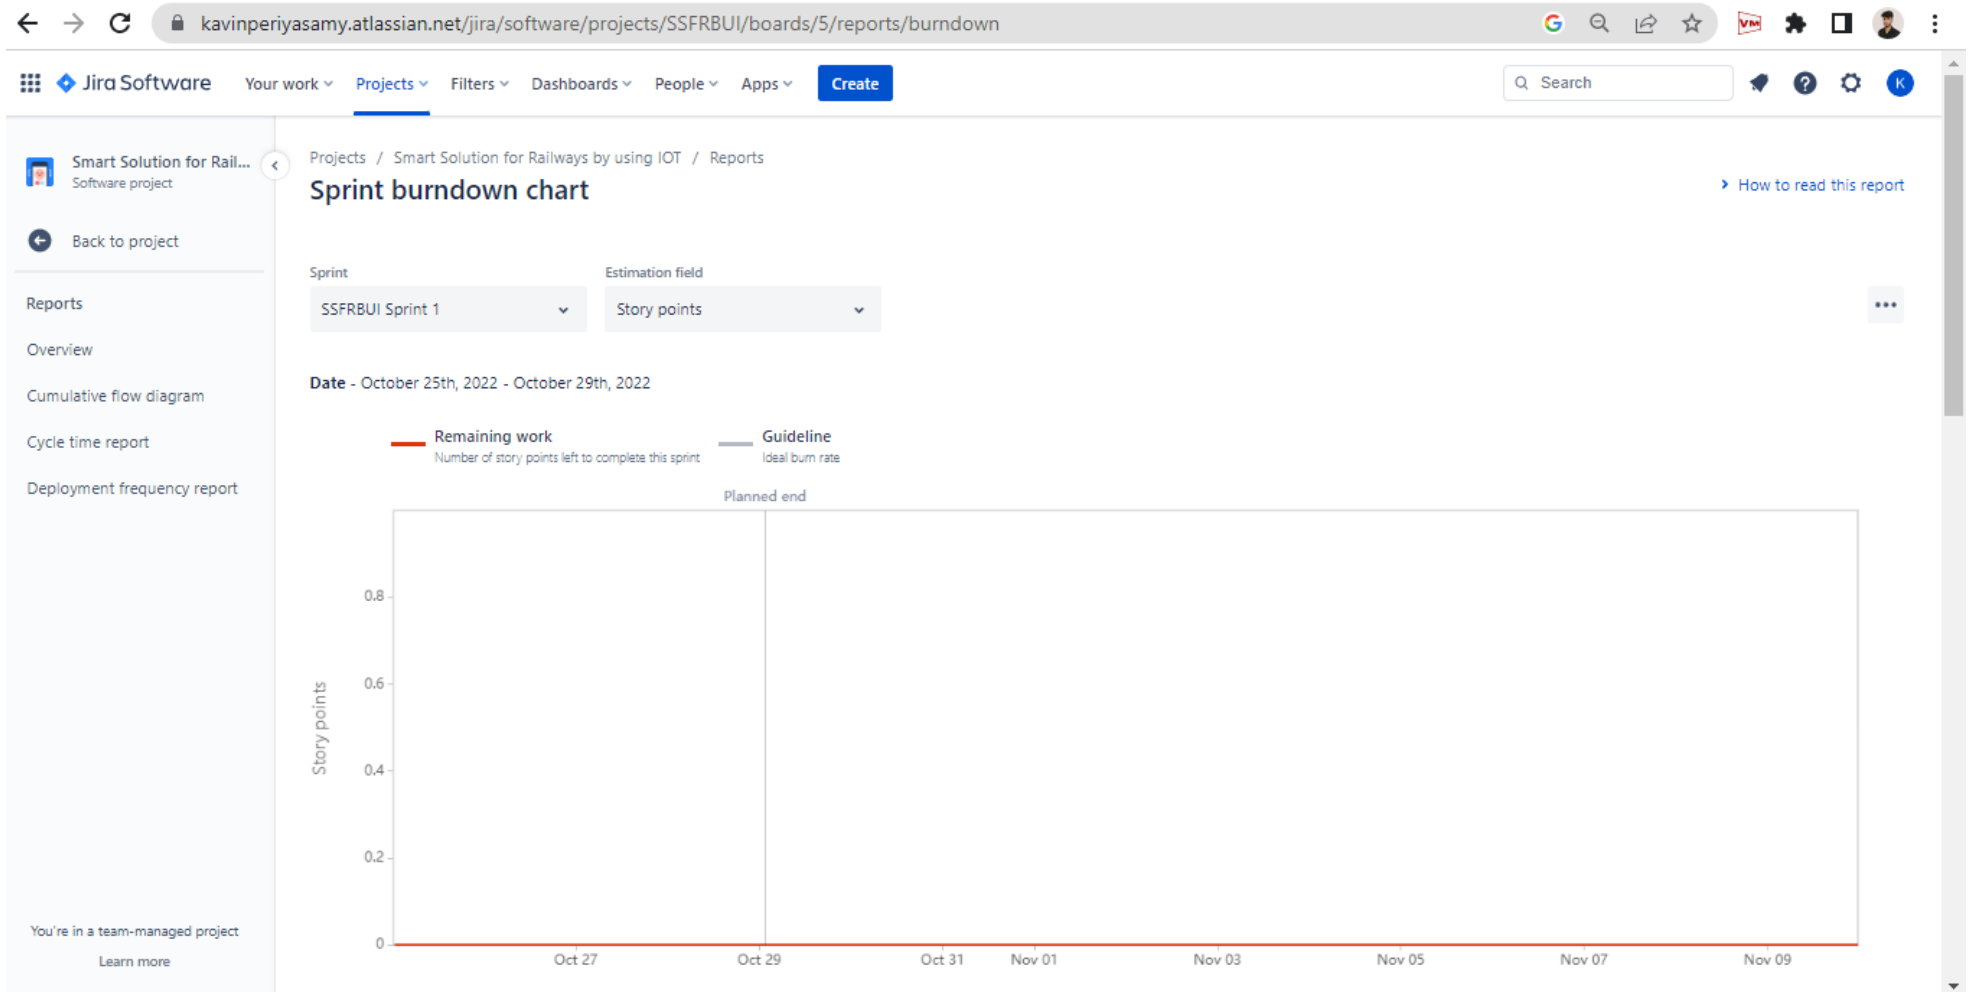 kavinperiyasamy.atlassian.net/jira/software/projects/SSFRBUI/boards/5/reports/burndown
G
VM
Jira Software
Your work
Projects
Filters
Dashboards
People
Apps
Create
Search
?
K
Smart Solution for Rail...
Software project
Back to project
Reports
Overview
Cumulative flow diagram
Cycle time report
Deployment frequency report
You're in a team-managed project
Learn more
Projects / Smart Solution for Railways by using IOT / Reports
Sprint burndown chart
How to read this report
Sprint
SSFRBUI Sprint 1
Estimation field
Story points
Date - October 25th, 2022 - October 29th, 2022
Remaining work
Number of story points left to complete this sprint
Guideline
Ideal burn rate
Planned end
Story points
0.8
0.6
0.4
0.2
0
Oct 27
Oct 29
Oct 31
Nov 01
Nov 03
Nov 05
Nov 07
Nov 09